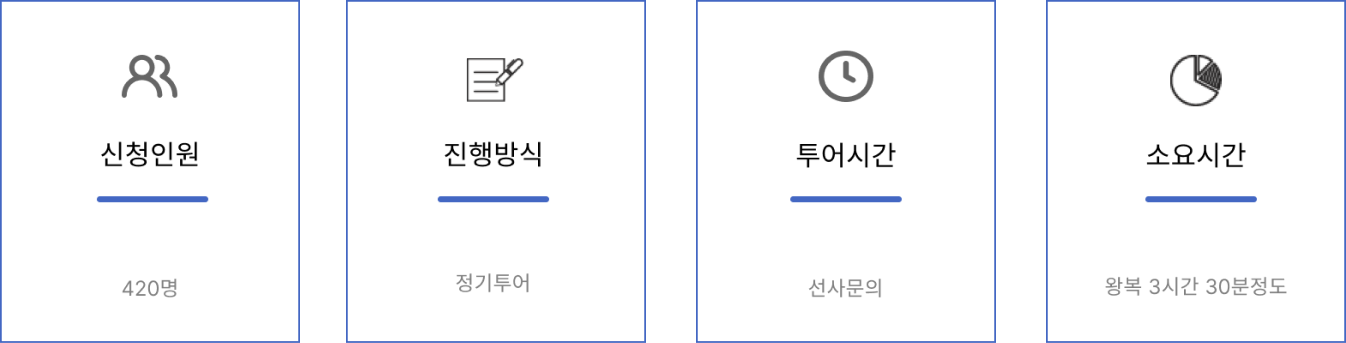 신청인원
420명
진행방식
정기투어
투어시간
선사문의
소요시간
왕복 3시간 30분정도